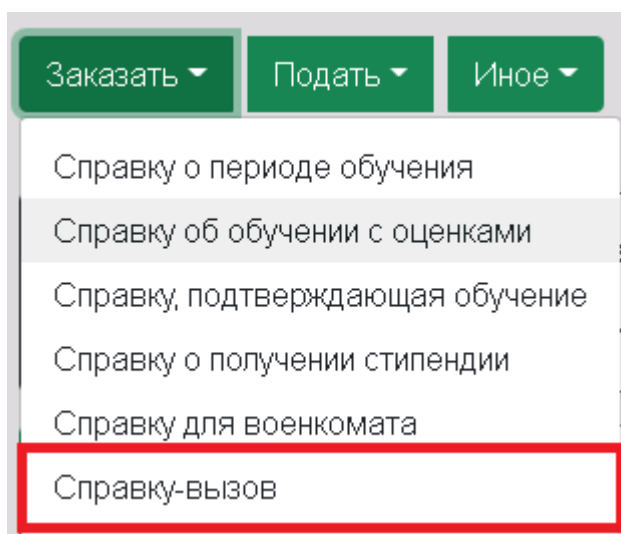 Заказать Подать Иное
Справку о периоде обучения
Справку об обучении с оценками
Справку, подтверждающая обучение
Справку о получении стипендии
Справку для военкомата
Справку-вызов